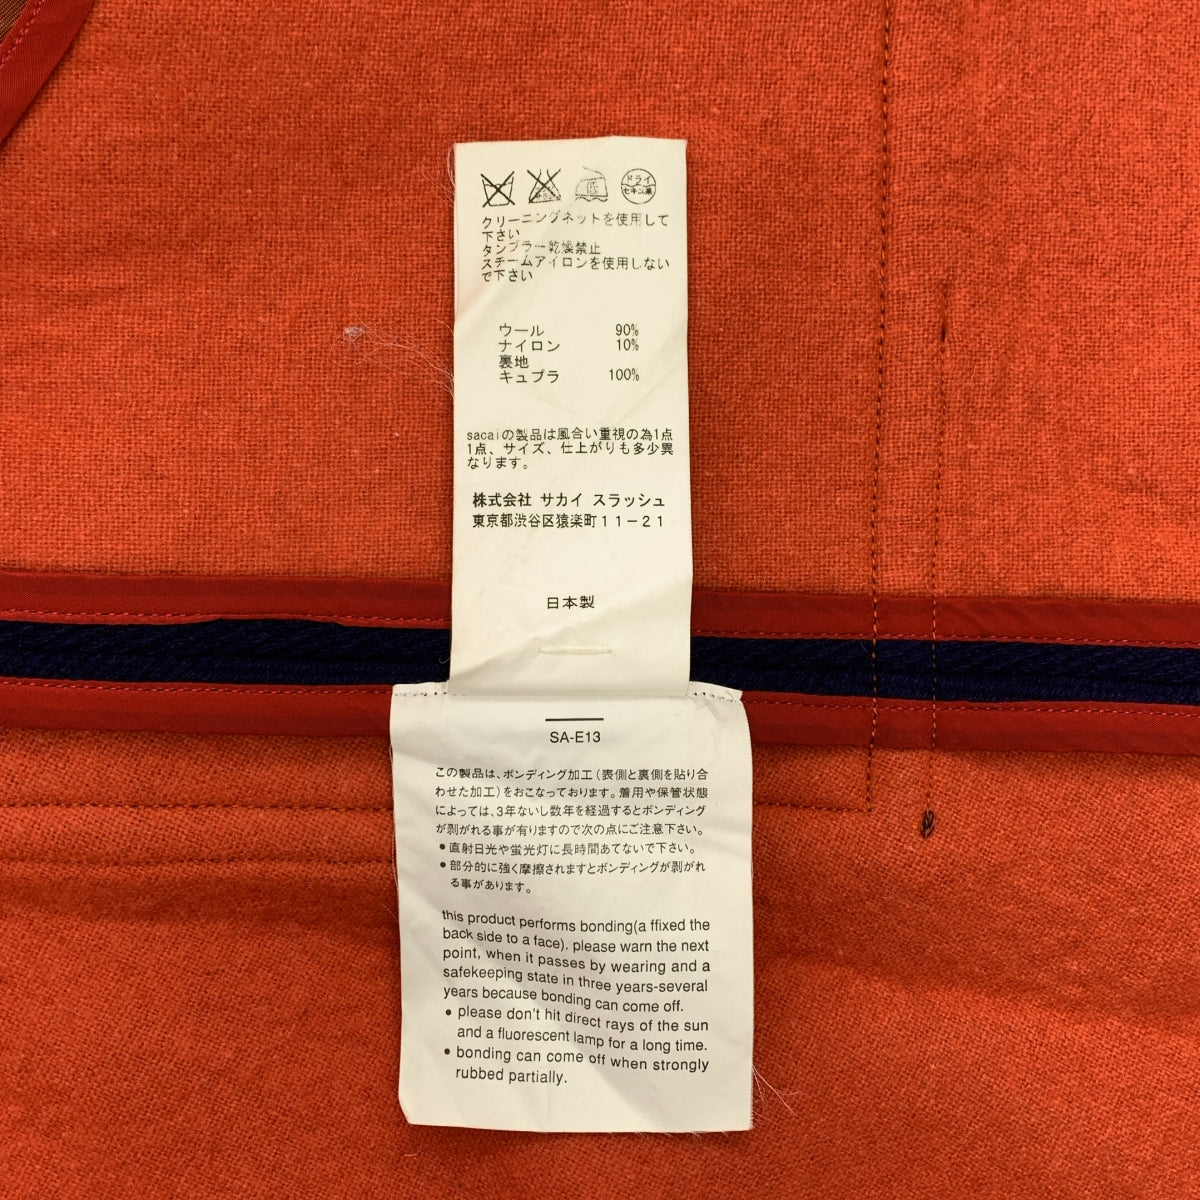 ドライ
セキユ系
クリーニングネットを使用して
下さい
タンブラー乾燥禁止
スチームアイロンを使用しない
で下さい
ウール 90%
ナイロン 10%
裏地
キュプラ 100%
sacaiの製品は風合い重視の為1点
1点、サイズ、仕上がりも多少異
なります。
株式会社 サカイ スラッシュ
東京都渋谷区猿楽町11-21
日本製
SA-E13
この製品は、ボンディング加工(表側と裏側を貼り合
わせた加工)をおこなっております。着用や保管状態
によっては、3年ないし数年を経過するとボンディング
が剥がれる事が有りますので次の点にご注意下さい。
● 直射日光や蛍光灯に長時間あてないで下さい。
● 部分的に強く摩擦されますとボンディングが剥がれ
る事があります。
this product performs bonding(a ffixed the
back side to a face). please warn the next
point, when it passes by wearing and a
safekeeping state in three years-several
years because bonding can come off.
● please don't hit direct rays of the sun
and a fluorescent lamp for a long time.
● bonding can come off when strongly
rubbed partially.